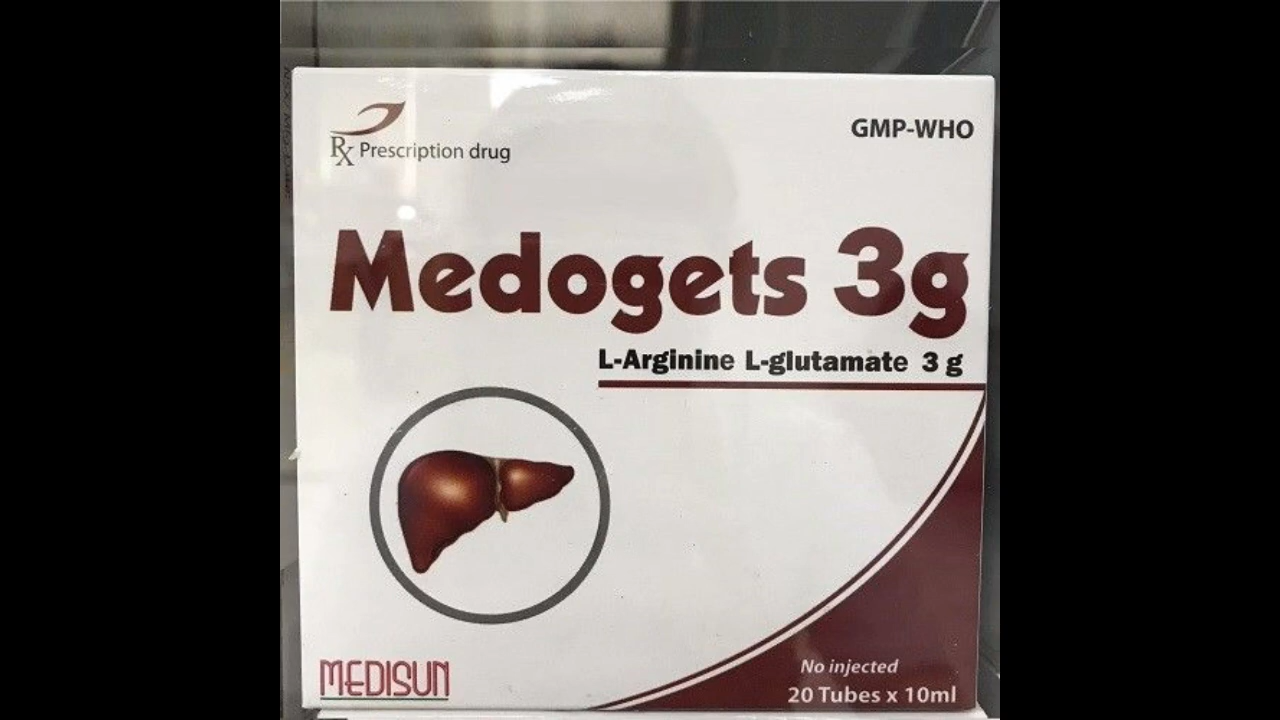 GMP-WHO
Rx Prescription drug
Medogets 3g
L-Arginine L-glutamate 3 g
No injected
MEDISUN
20 Tubes x 10ml